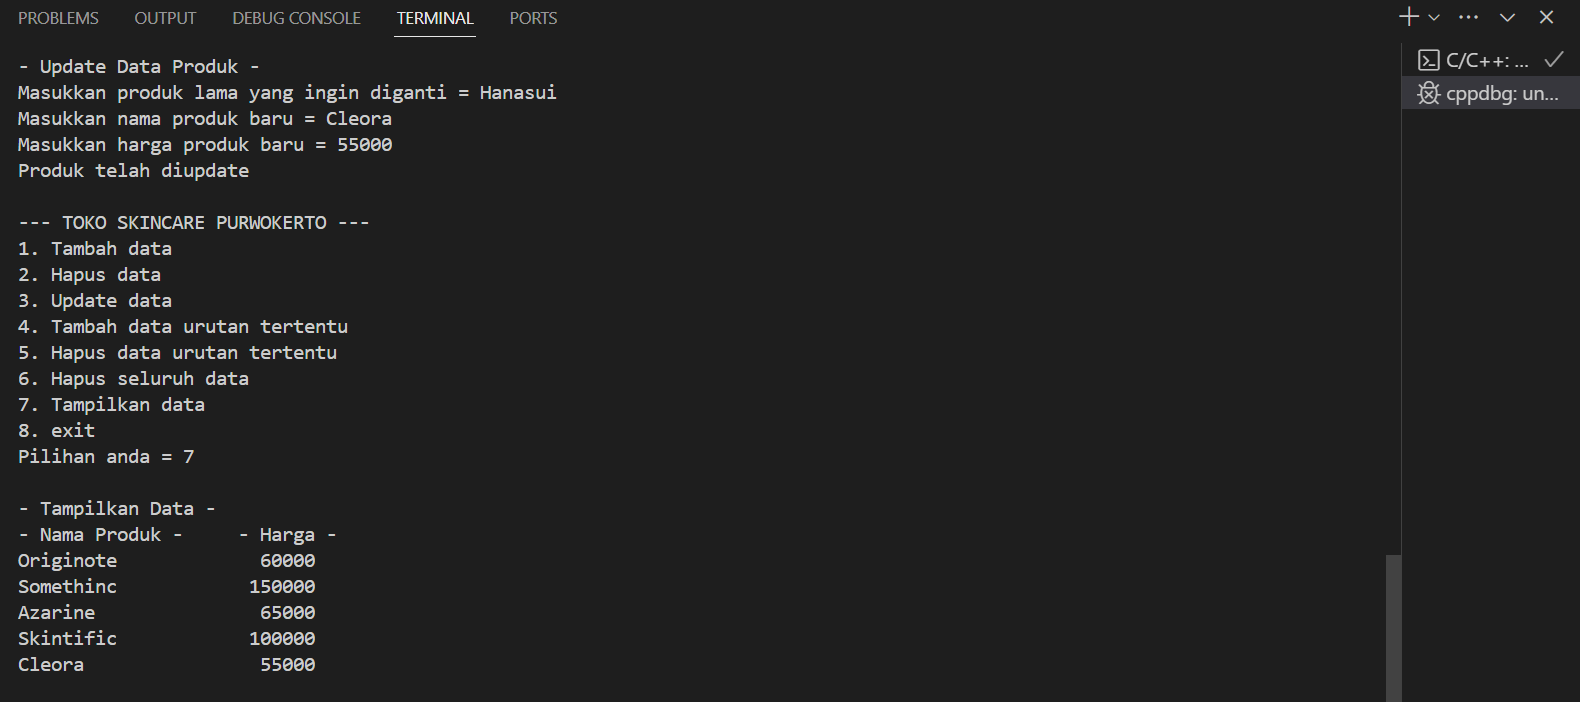 PROBLEMS OUTPUT DEBUG CONSOLE TERMINAL PORTS
- Update Data Produk -
Masukkan produk lama yang ingin diganti = Hanasui
Masukkan nama produk baru = Cleora
Masukkan harga produk baru = 55000
Produk telah diupdate
--- TOKO SKINCARE PURWOKERTO ---
1. Tambah data
2. Hapus data
3. Update data
4. Tambah data urutan tertentu
5. Hapus data urutan tertentu
6. Hapus seluruh data
7. Tampilkan data
8. exit
Pilihan anda = 7
- Tampilkan Data -
- Nama Produk - - Harga -
Originote 60000
Somethinc 150000
Azarine 65000
Skintific 100000
Cleora 55000
C/C++: ...
cppdbg: un...